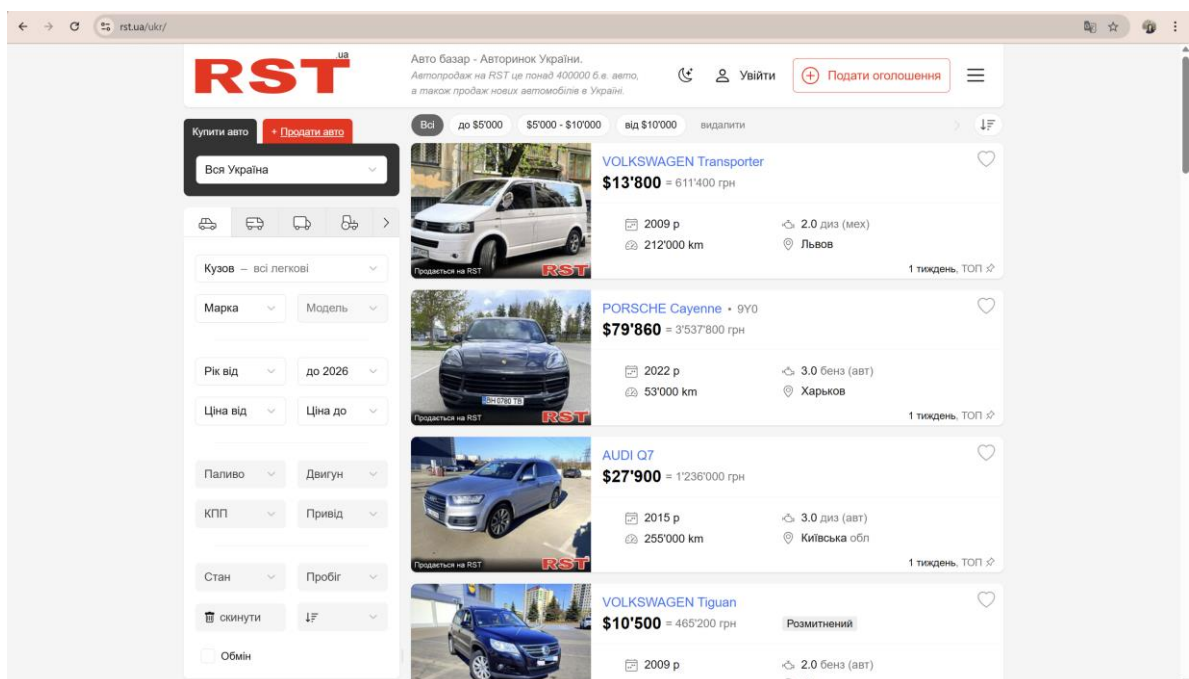 rst.ua/ukr/
RST.ua
Авто базар - Авторинок України.
Автопродаж на RST це понад 400000 б.в. авто,
а також продаж нових автомобілів в Україні.
Увійти
Подати оголошення
Купити авто
+ Продати авто
Вся Україна
Кузов – всі легкові
Марка
Модель
Рік від
до 2026
Ціна від
Ціна до
Паливо
Двигун
КПП
Привід
Стан
Пробіг
скинути
Обмін
Всі
до $5'000
$5'000 - $10'000
від $10'000
видалити
VOLKSWAGEN Transporter
$13'800 = 611'400 грн
2009 р
2.0 диз (мех)
212'000 km
Львов
Продається на RST
RST
1 тиждень, ТОП
PORSCHE Cayenne • 9Y0
$79'860 = 3'537'800 грн
2022 р
3.0 бенз (авт)
53'000 km
Харьков
BH 0780 TB
Продається на RST
RST
1 тиждень, ТОП
AUDI Q7
$27'900 = 1'236'000 грн
2015 р
3.0 диз (авт)
255'000 km
Київська обл
Продається на RST
RST
1 тиждень, ТОП
VOLKSWAGEN Tiguan
$10'500 = 465'200 грн
Розмитнений
2009 р
2.0 бенз (авт)